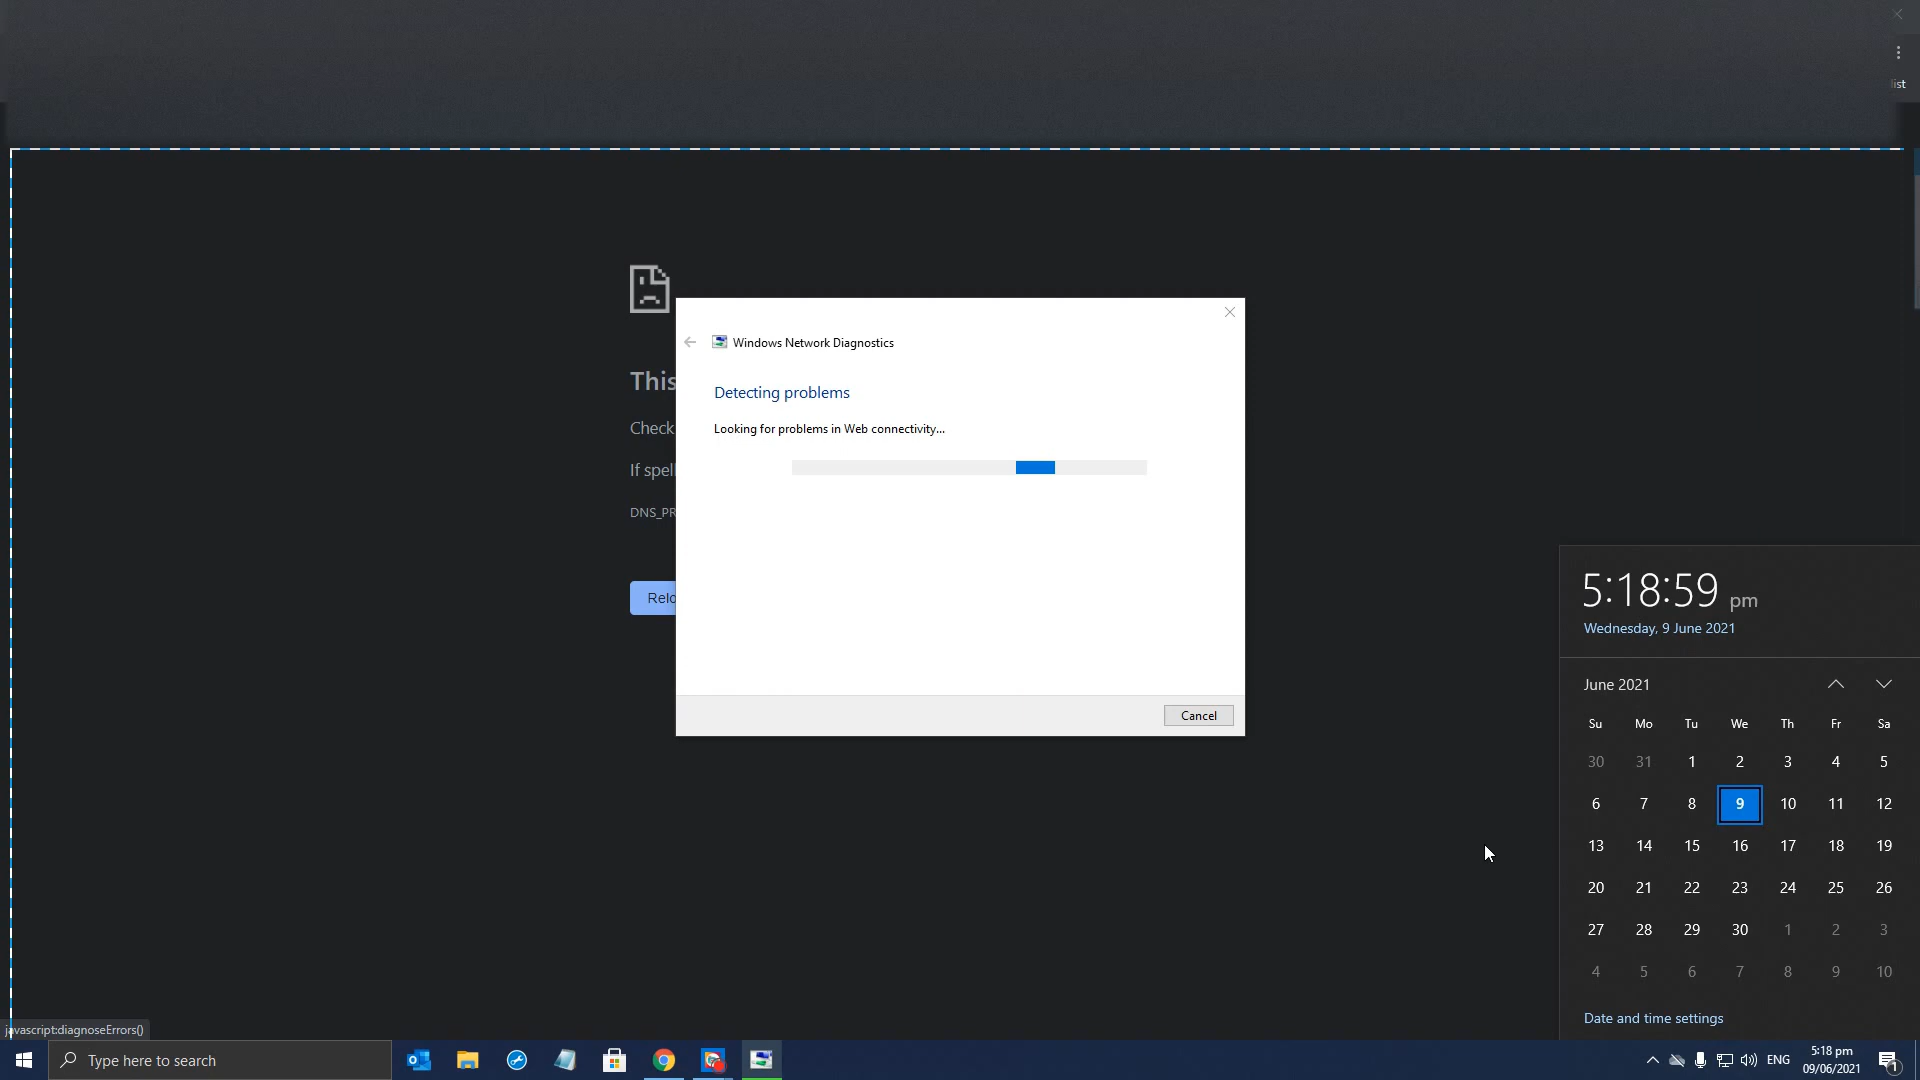 list
This
Check
If spell
DNS_PR
Relo
Windows Network Diagnostics
Detecting problems
Looking for problems in Web connectivity...
Cancel
5:18:59 pm
Wednesday, 9 June 2021
June 2021
Su Mo Tu We Th Fr Sa
30 31 1 2 3 4 5
6 7 8 9 10 11 12
13 14 15 16 17 18 19
20 21 22 23 24 25 26
27 28 29 30 1 2 3
4 5 6 7 8 9 10
Date and time settings
javascript:diagnoseErrors()
Type here to search
ENG
5:18 pm
09/06/2021
1